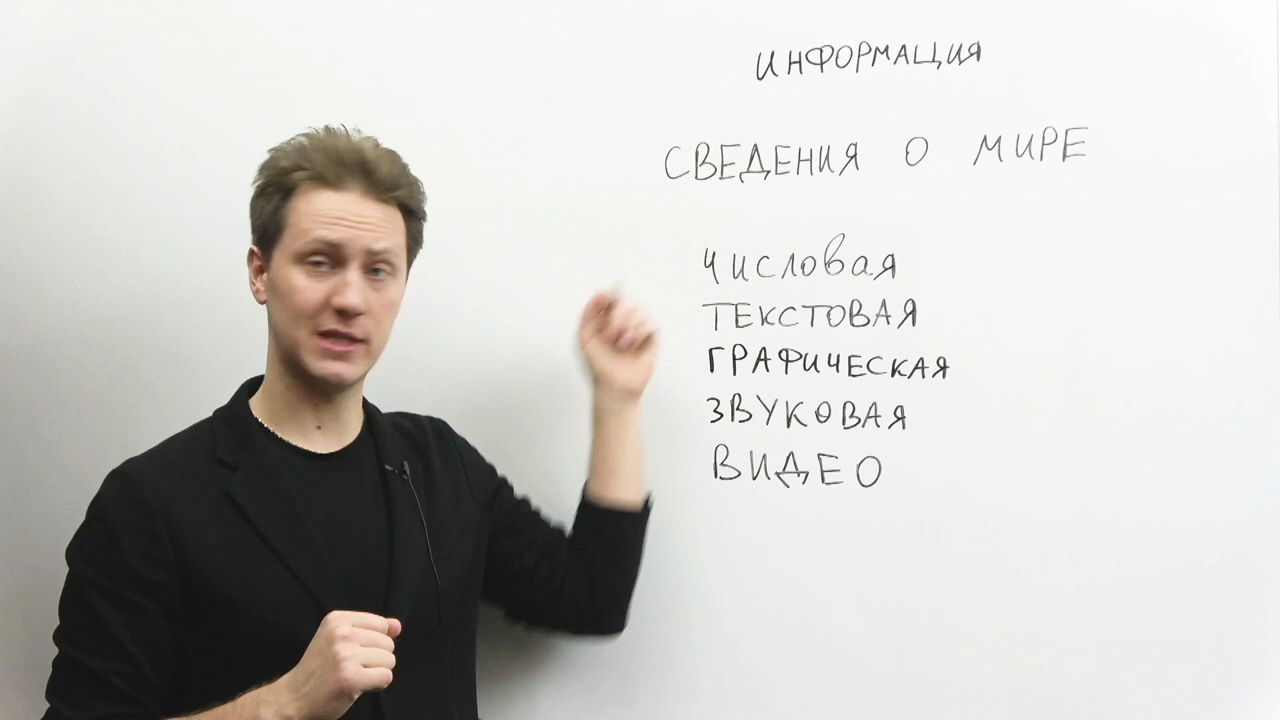 ИНФОРМАЦИЯ
СВЕДЕНИЯ О МИРЕ
ЧИСЛОВАЯ
ТЕКСТОВАЯ
ГРАФИЧЕСКАЯ
ЗВУКОВАЯ
ВИДЕО